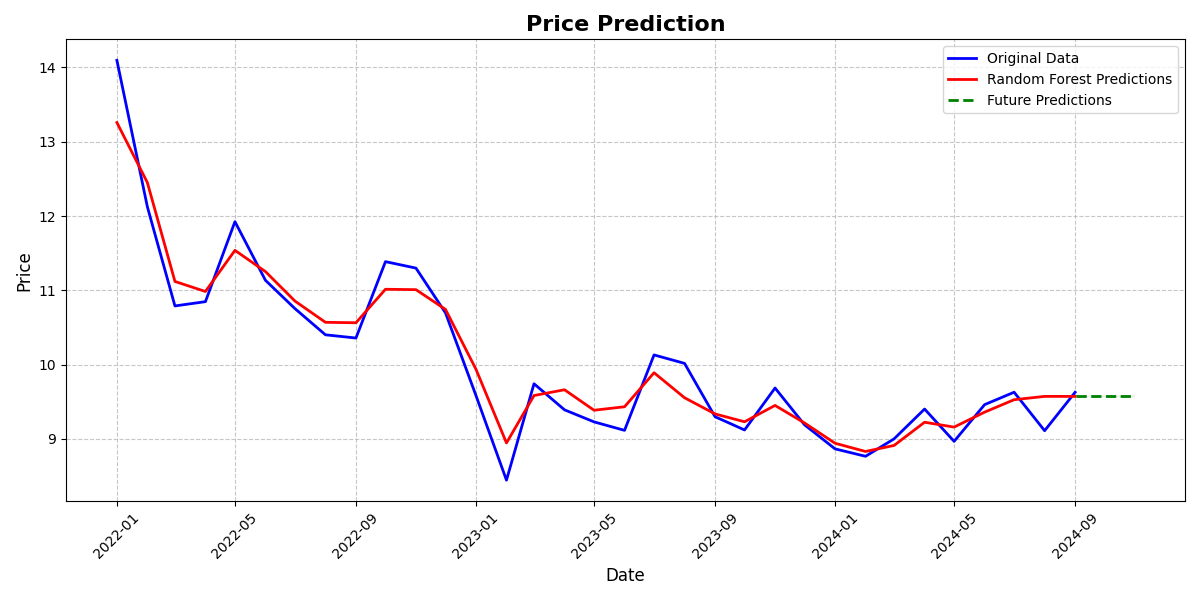 Price Prediction
Original Data
Random Forest Predictions
Future Predictions
Price
14
13
12
11
10
9
2022-01
2022-05
2022-09
2023-01
2023-05
2023-09
2024-01
2024-05
2024-09
Date